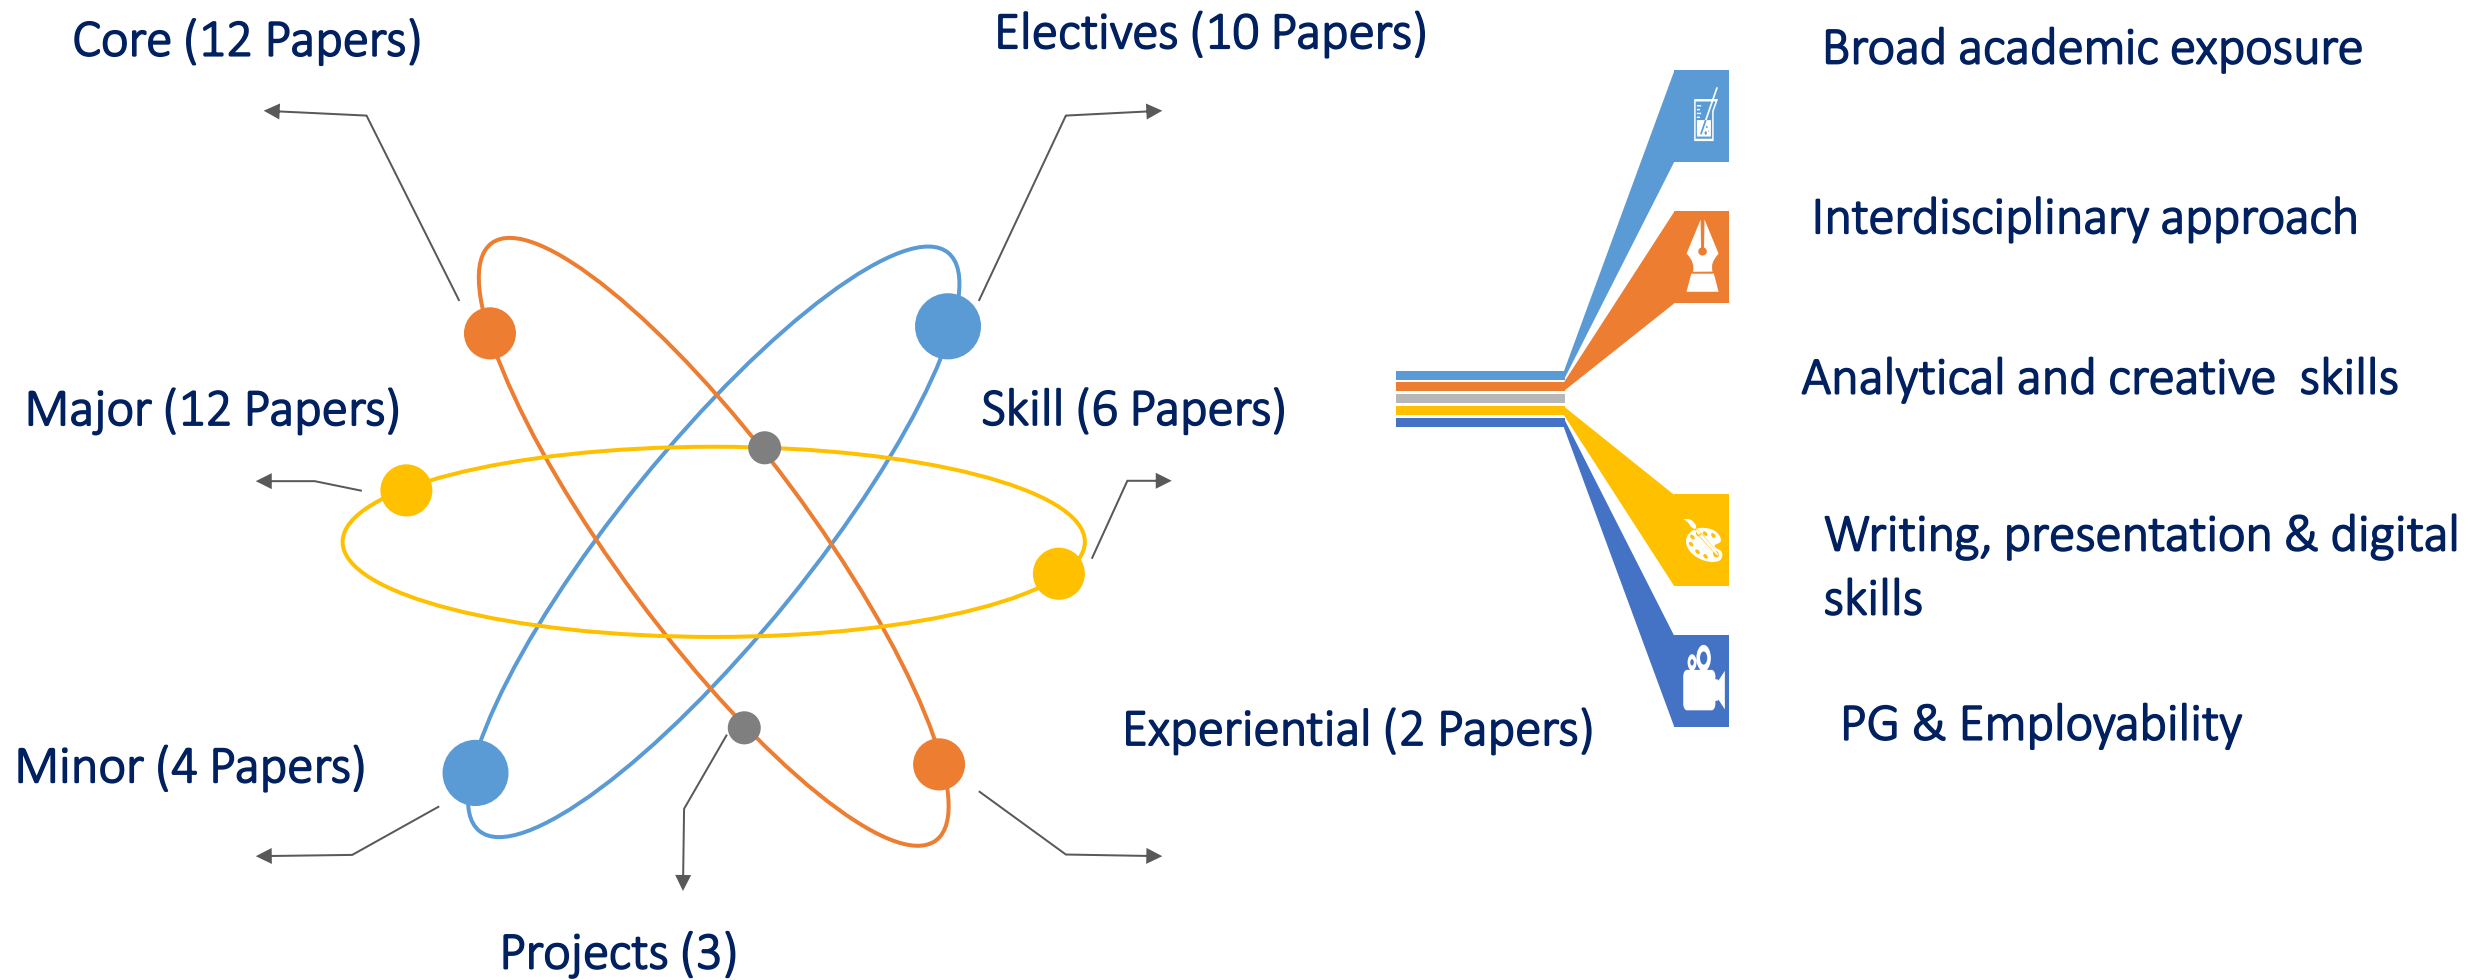 Core (12 Papers)
Electives (10 Papers)
Major (12 Papers)
Skill (6 Papers)
Minor (4 Papers)
Experiential (2 Papers)
Projects (3)
Broad academic exposure
Interdisciplinary approach
Analytical and creative  skills
Writing, presentation & digital
skills
PG & Employability